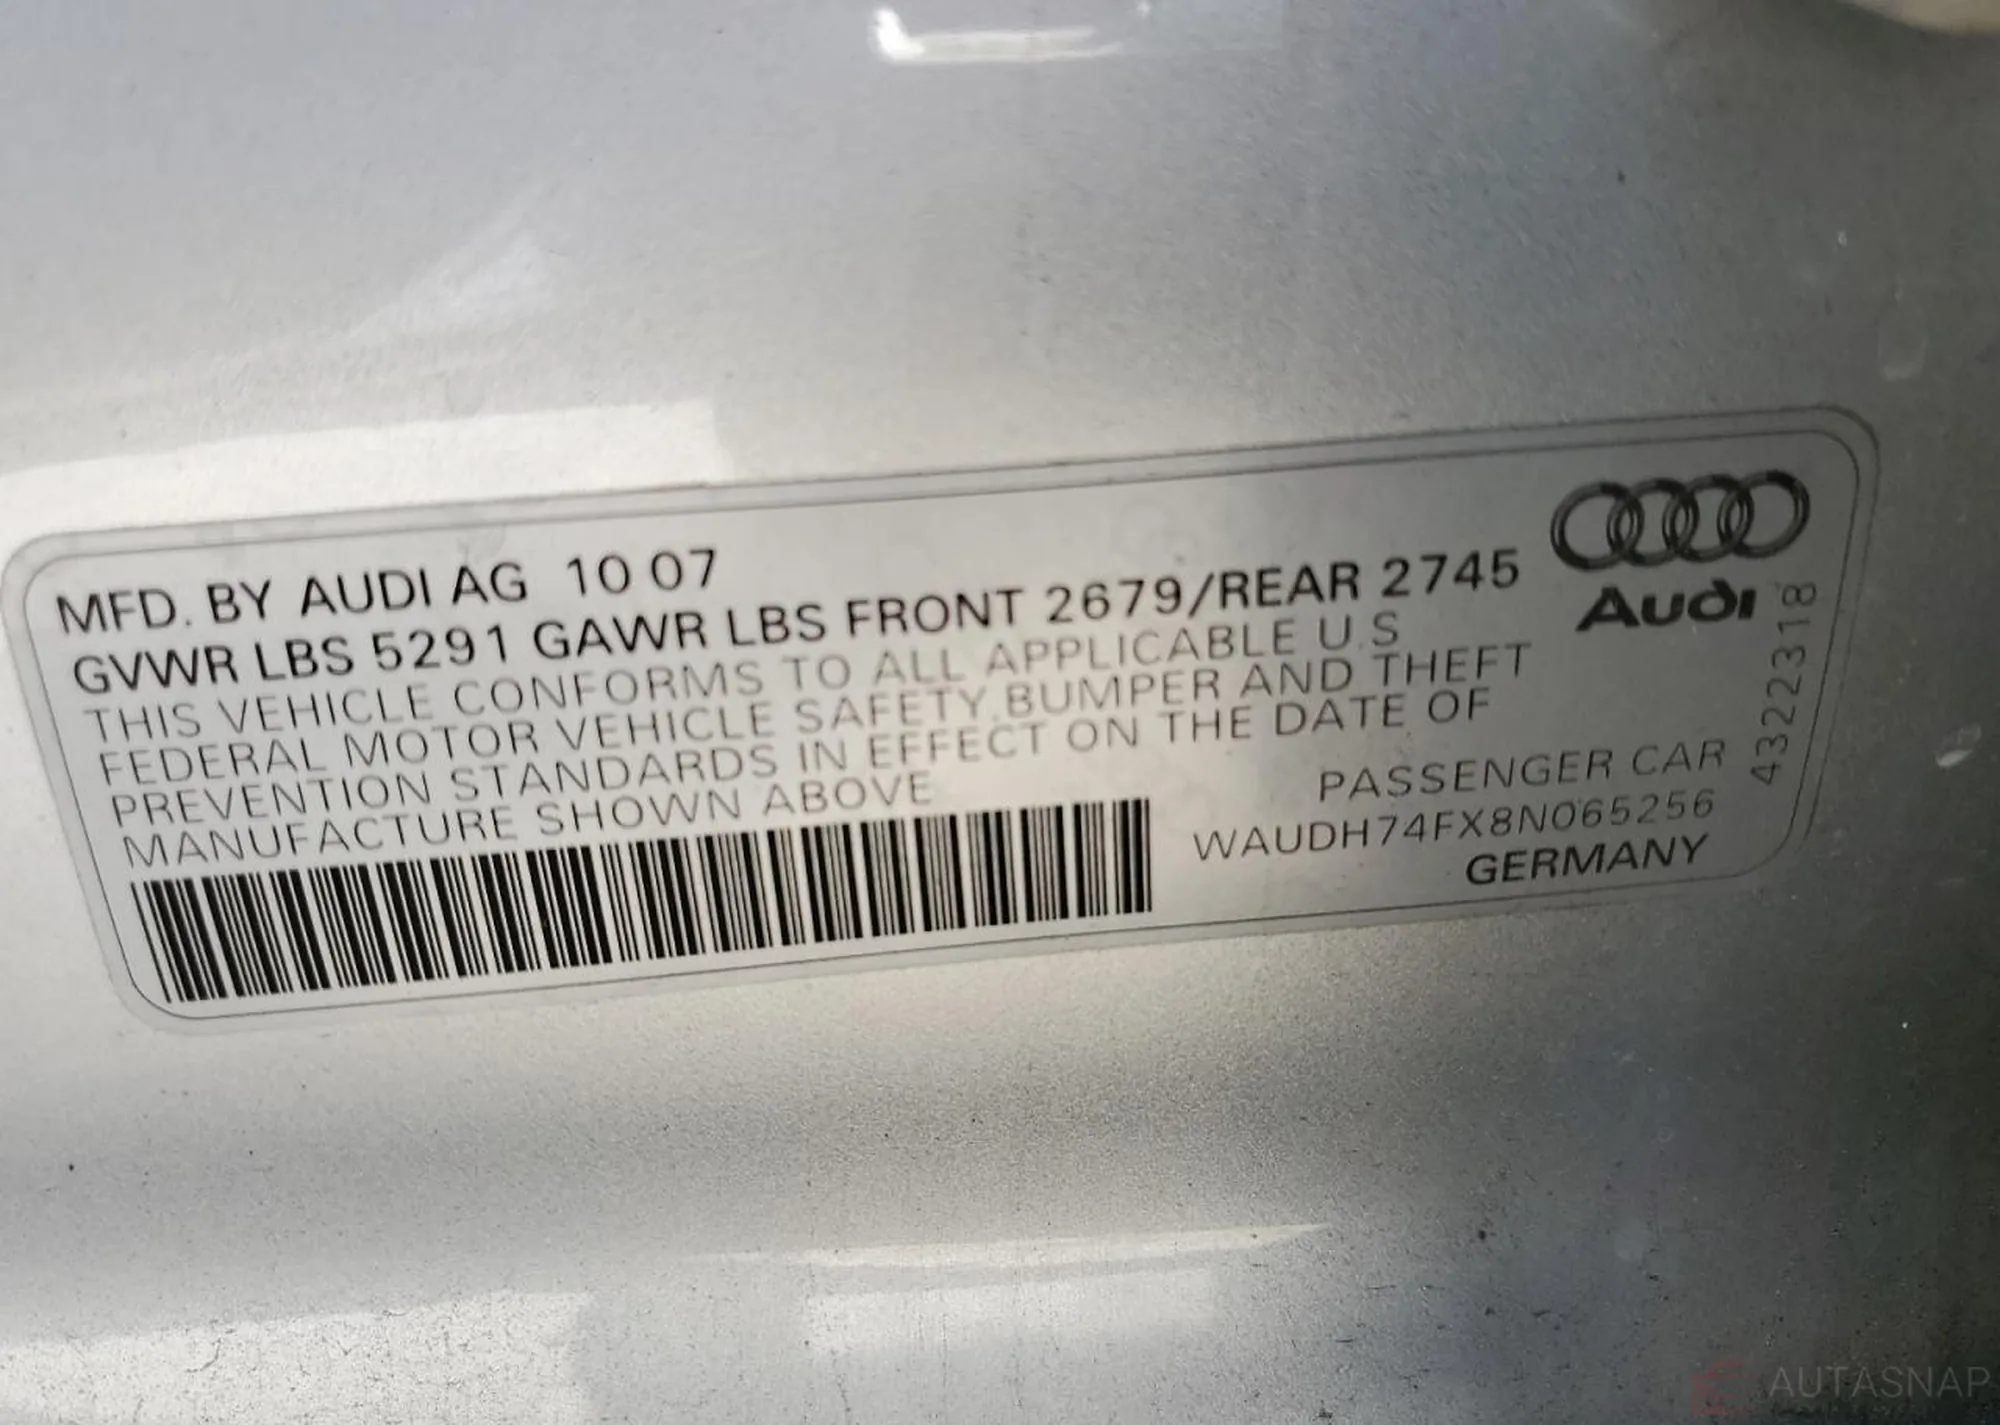 MFD. BY AUDI AG 10 07
GVWR LBS 5291 GAWR LBS FRONT 2679/REAR 2745
THIS VEHICLE CONFORMS TO ALL APPLICABLE U.S
FEDERAL MOTOR VEHICLE SAFETY, BUMPER AND THEFT
PREVENTION STANDARDS IN EFFECT ON THE DATE OF
MANUFACTURE SHOWN ABOVE
PASSENGER CAR
WAUDH74FX8N065256
GERMANY
Audi
43223318
AUTASNAP